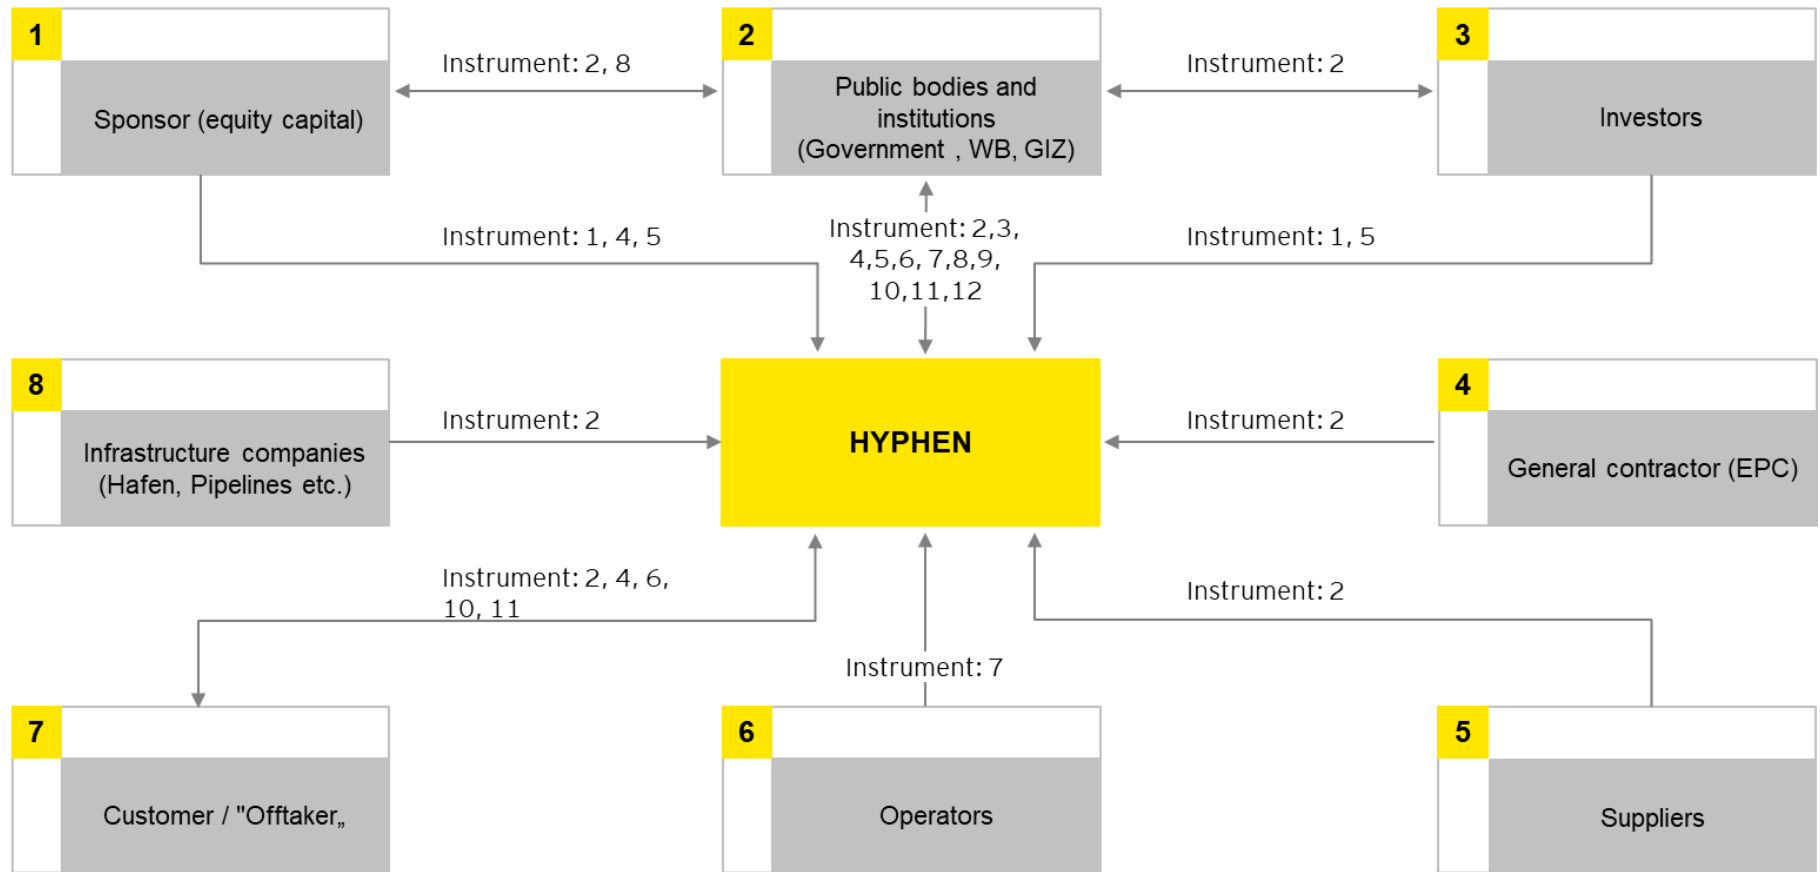 1
Sponsor (equity capital)
Instrument: 2, 8
2
Public bodies and
institutions
(Government , WB, GIZ)
Instrument: 2
3
Investors
Instrument: 1, 4, 5
Instrument: 2,3,
4,5,6, 7,8,9,
10,11,12
Instrument: 1, 5
8
Infrastructure companies
(Hafen, Pipelines etc.)
Instrument: 2
HYPHEN
Instrument: 2
4
General contractor (EPC)
Instrument: 2, 4, 6,
10, 11
Instrument: 7
Instrument: 2
7
Customer / "Offtaker„
6
Operators
5
Suppliers